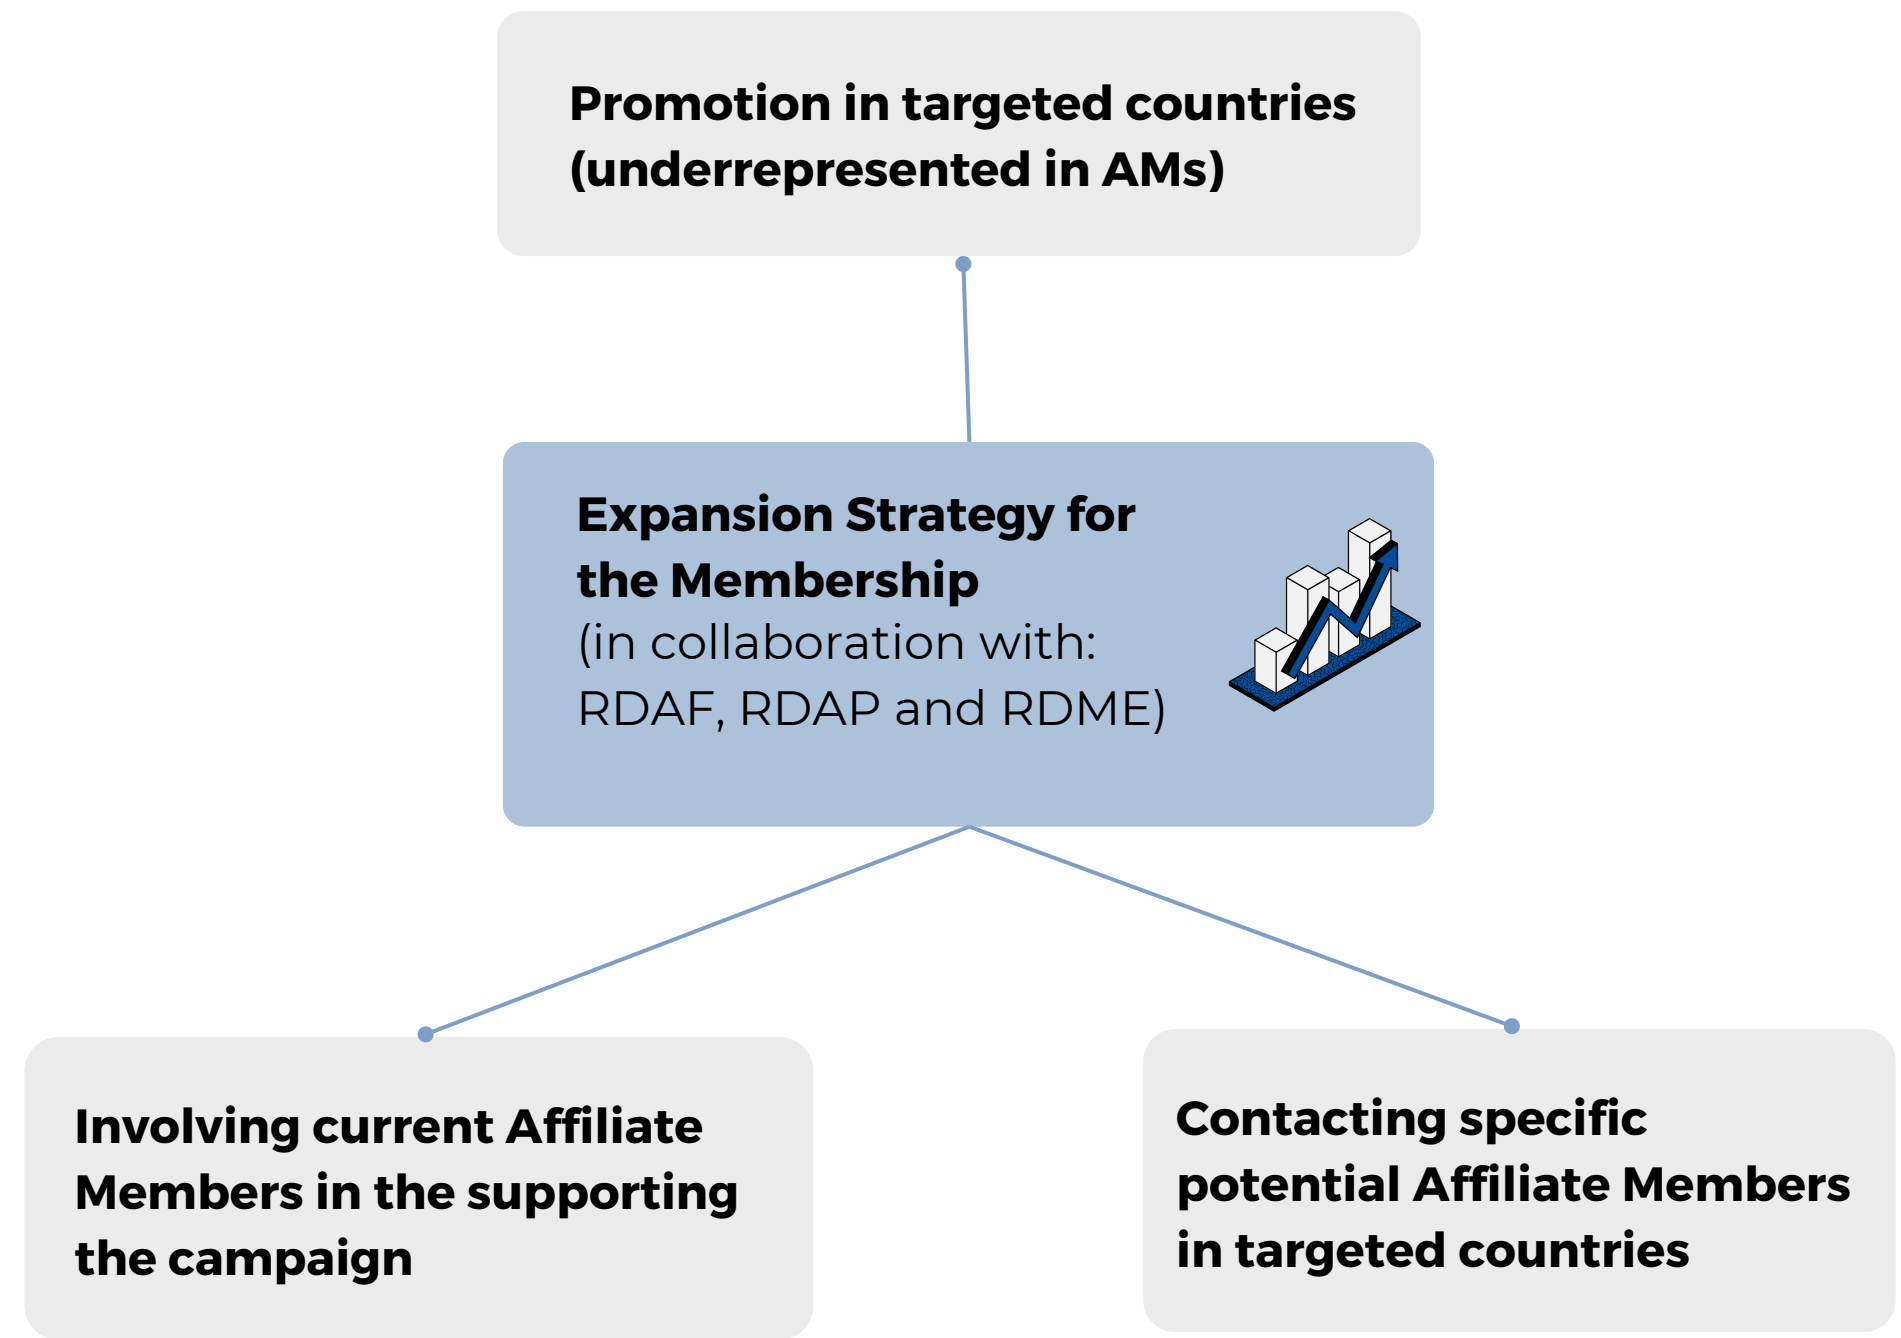 Promotion in targeted countries
(underrepresented in AMs)
Expansion Strategy for
the Membership
(in collaboration with:
RDAF, RDAP and RDME)
Involving current Affiliate
Members in the supporting
the campaign
Contacting specific
potential Affiliate Members
in targeted countries